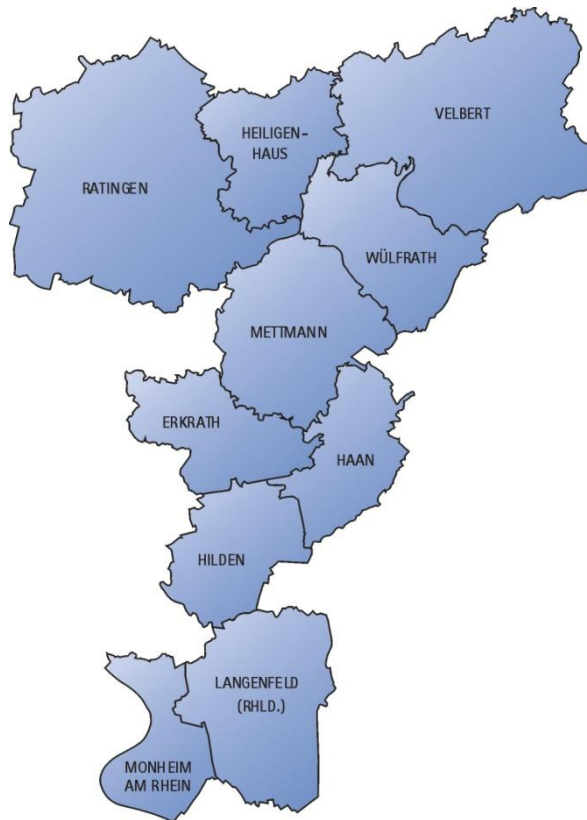 VELBERT
HEILIGEN-
HAUS
RATINGEN
WÜLFRATH
METTMANN
ERKRATH
HAAN
HILDEN
LANGENFELD
(RHLD.)
MONHEIM
AM RHEIN